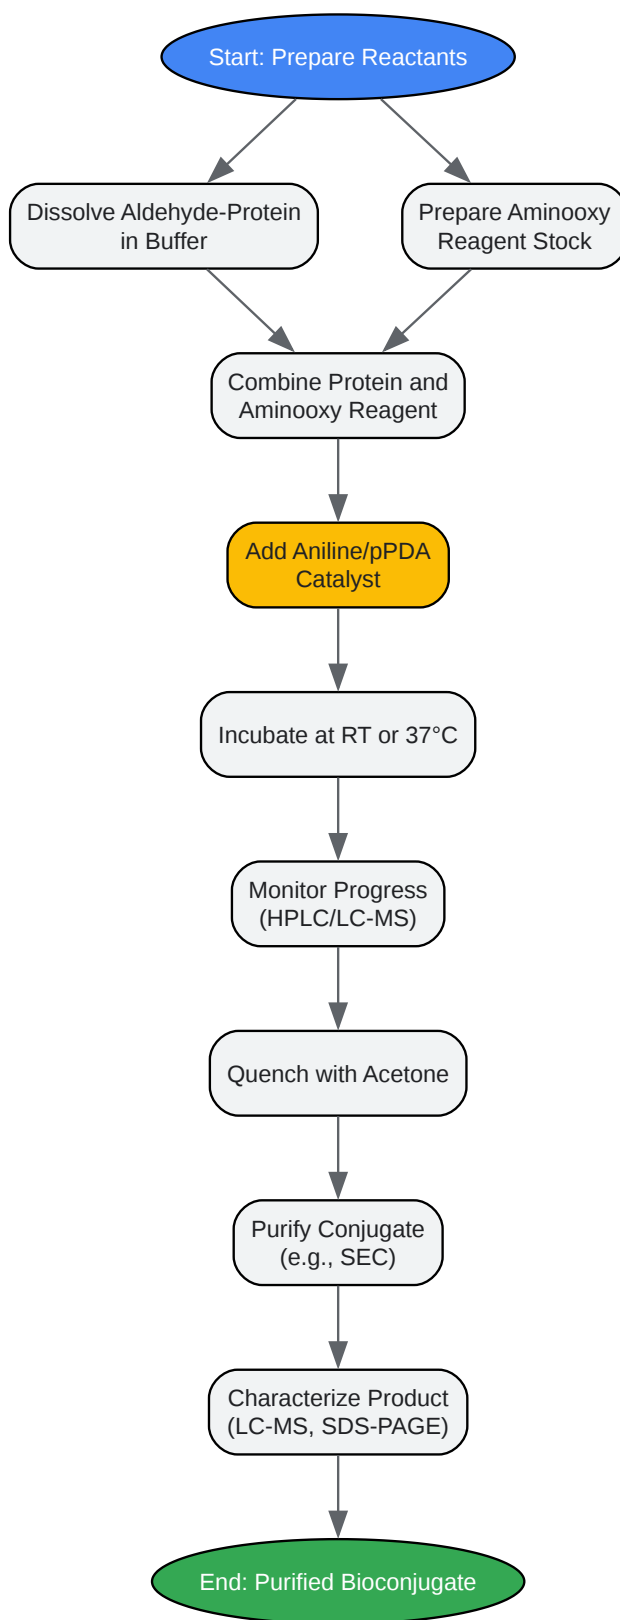 Start: Prepare Reactants
Dissolve Aldehyde-Protein
in Buffer
Prepare Aminooxy
Reagent Stock
Combine Protein and
Aminooxy Reagent
Add Aniline/pPDA
Catalyst
Incubate at RT or 37°C
Monitor Progress
(HPLC/LC-MS)
Quench with Acetone
Purify Conjugate
(e.g., SEC)
Characterize Product
(LC-MS, SDS-PAGE)
End: Purified Bioconjugate